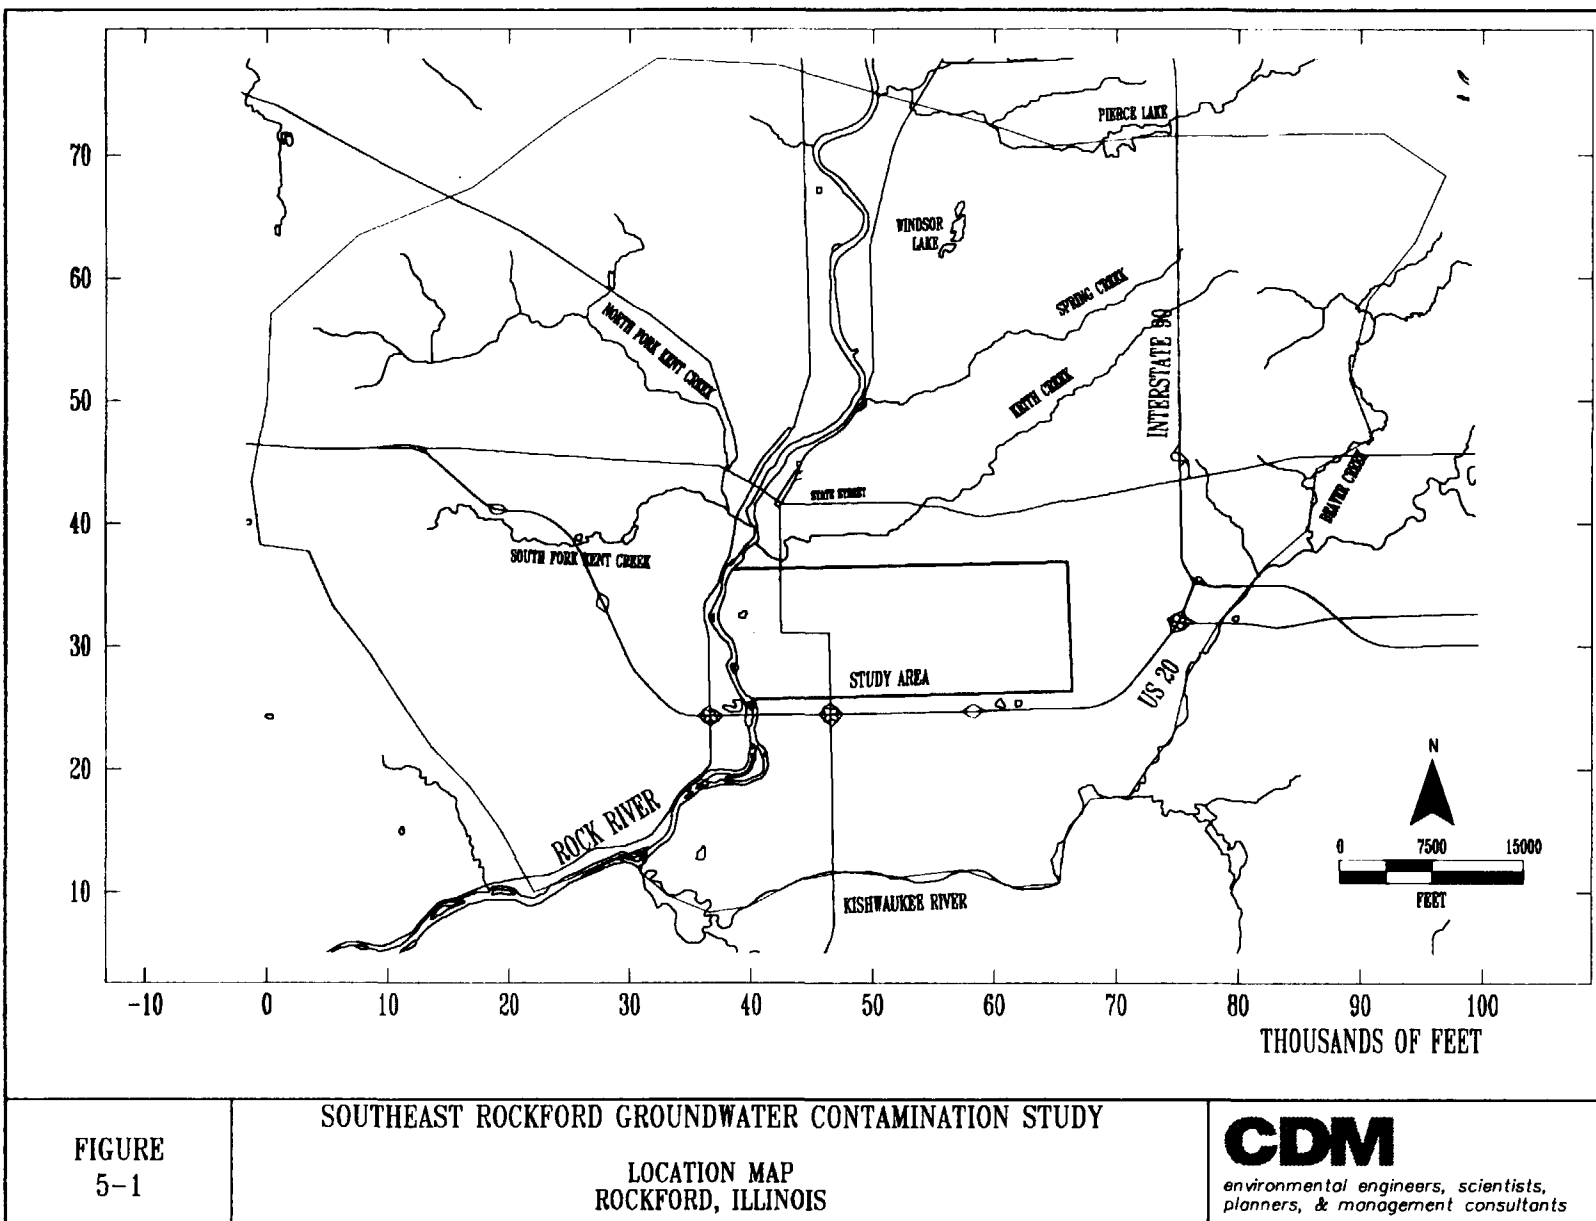 PIERCE LAKE
70
WINDSOR
LAKE
60
SPRING CREEK
NORTH FORK KENT CREEK
INTERSTATE 90
KEITH CREEK
50
STATE STREET
BEAVER CREEK
40
SOUTH FORK KENT CREEK
30
STUDY AREA
US 20
20
N
ROCK RIVER
0 7500 15000
FEET
10
KISHWAUKEE RIVER
-10 0 10 20 30 40 50 60 70 80 90 100
THOUSANDS OF FEET
FIGURE
5-1
SOUTHEAST ROCKFORD GROUNDWATER CONTAMINATION STUDY
LOCATION MAP
ROCKFORD, ILLINOIS
CDM
environmental engineers, scientists,
planners, & management consultants